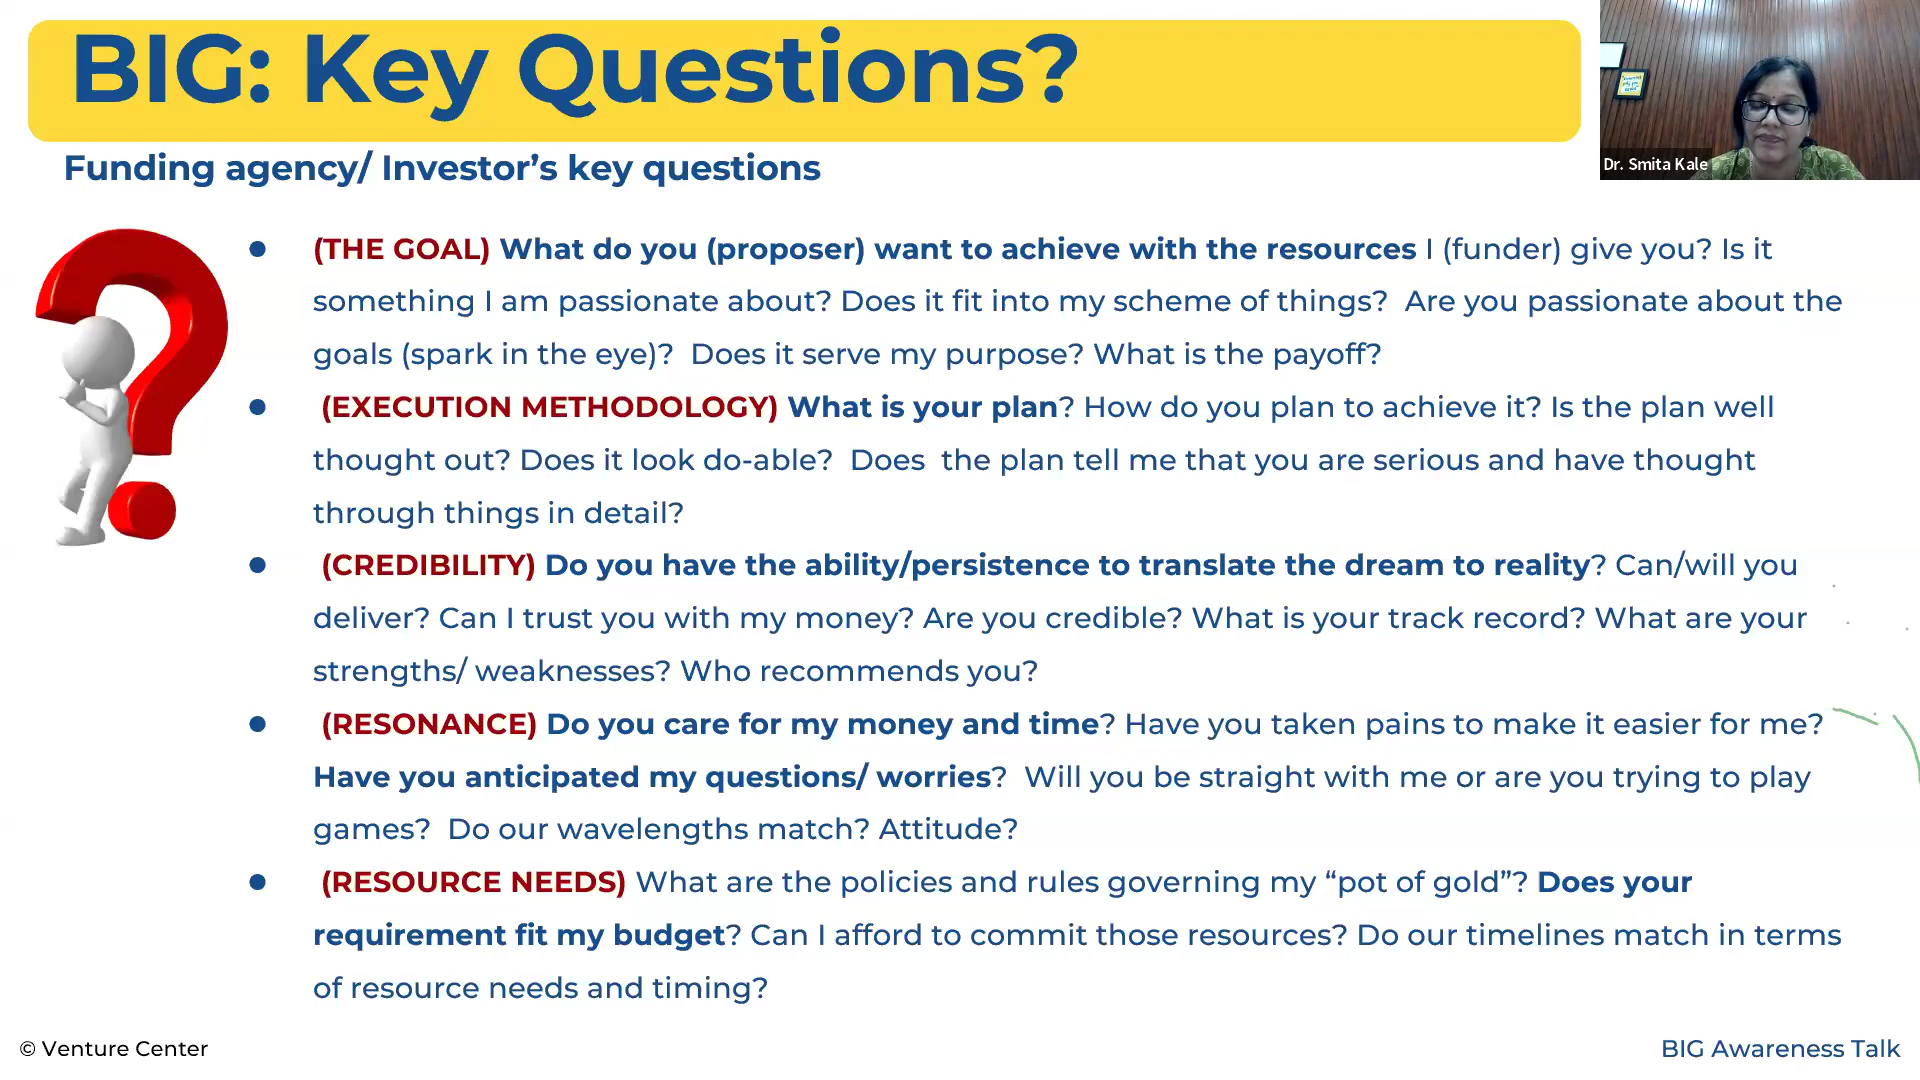 BIG: Key Questions?
Dr. Smita Kale
Funding agency/ Investor’s key questions
● (THE GOAL) What do you (proposer) want to achieve with the resources I (funder) give you? Is it
something I am passionate about? Does it fit into my scheme of things?  Are you passionate about the
goals (spark in the eye)?  Does it serve my purpose? What is the payoff?
● (EXECUTION METHODOLOGY) What is your plan? How do you plan to achieve it? Is the plan well
thought out? Does it look do-able?  Does  the plan tell me that you are serious and have thought
through things in detail?
● (CREDIBILITY) Do you have the ability/persistence to translate the dream to reality? Can/will you
deliver? Can I trust you with my money? Are you credible? What is your track record? What are your
strengths/ weaknesses? Who recommends you?
● (RESONANCE) Do you care for my money and time? Have you taken pains to make it easier for me?
Have you anticipated my questions/ worries?  Will you be straight with me or are you trying to play
games?  Do our wavelengths match? Attitude?
● (RESOURCE NEEDS) What are the policies and rules governing my “pot of gold”? Does your
requirement fit my budget? Can I afford to commit those resources? Do our timelines match in terms
of resource needs and timing?
© Venture Center
BIG Awareness Talk